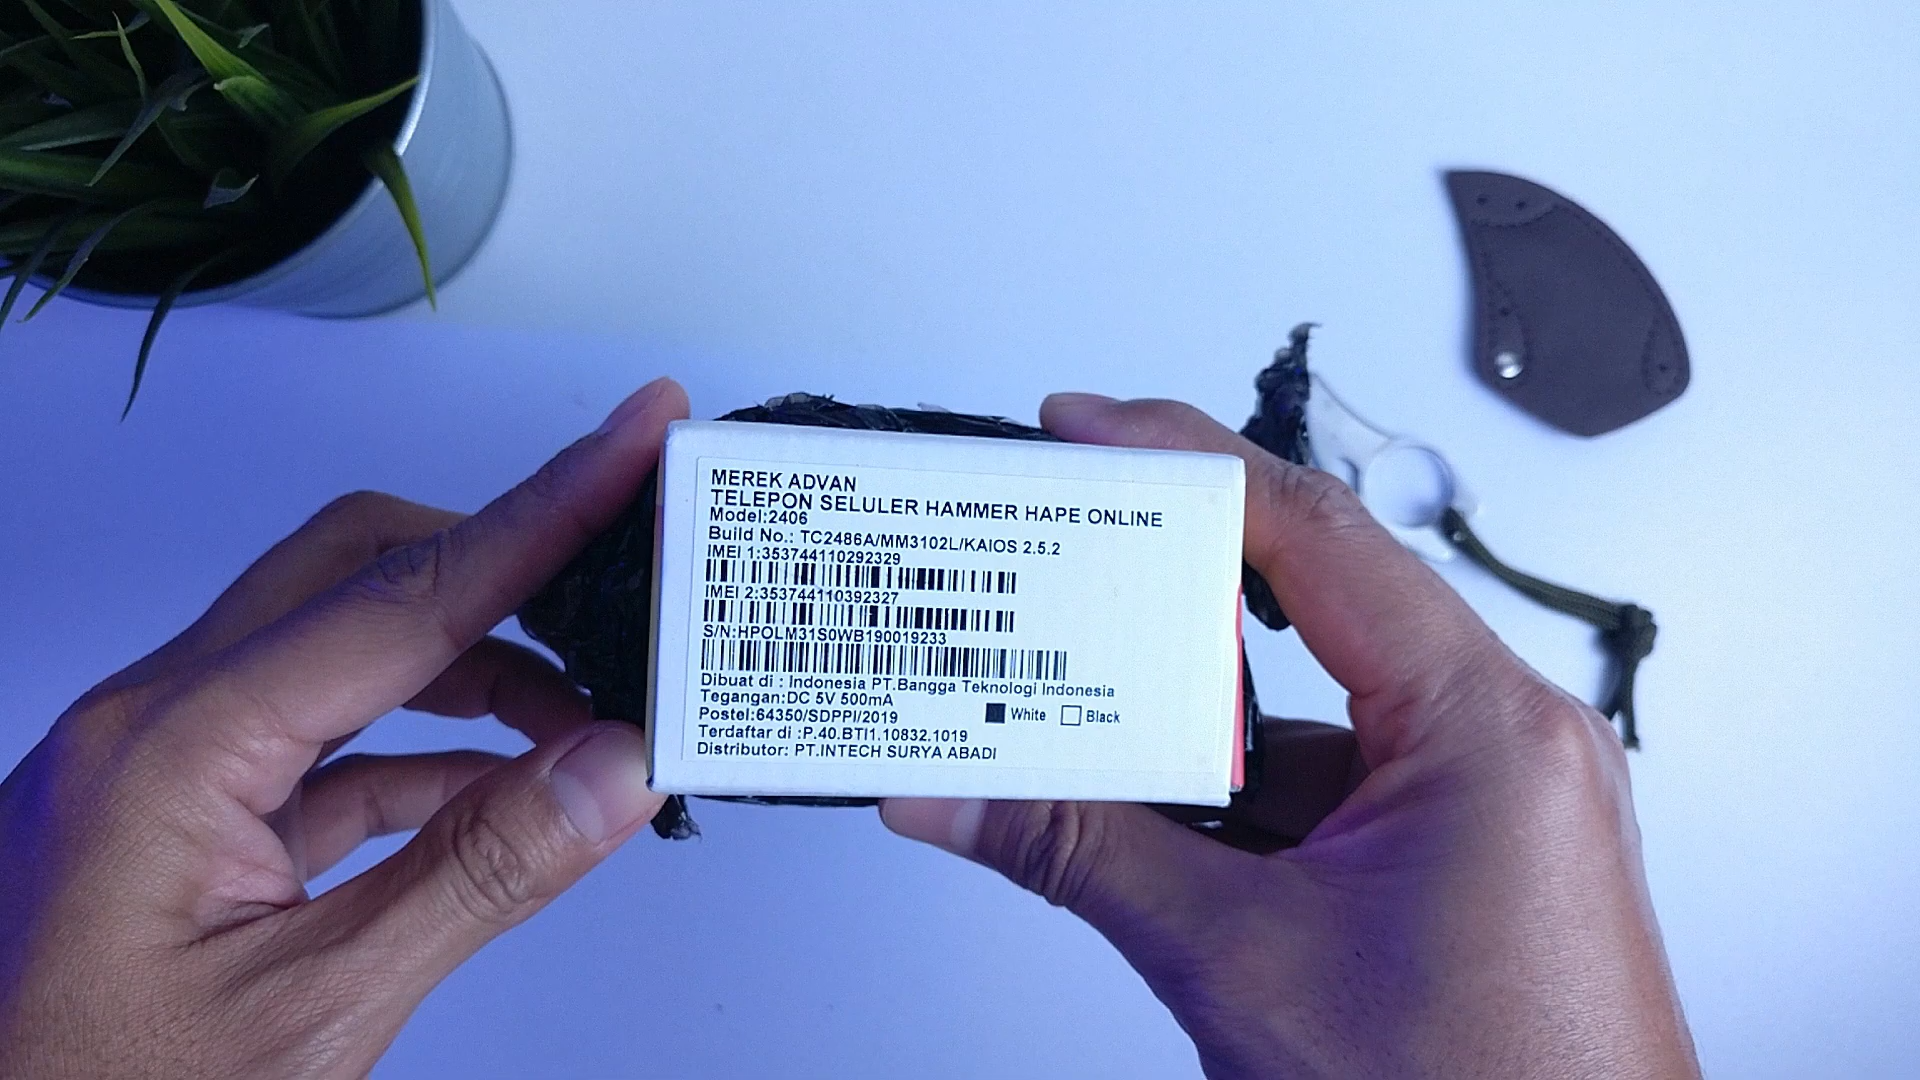 MEREK ADVAN
TELEPON SELULER HAMMER HAPE ONLINE
Model:2406
Build No.: TC2486A/MM3102L/KAIOS 2.5.2
IMEI 1:353744110292329
IMEI 2:353744110392327
S/N:HPOLM31S0WB190019233
Dibuat di : Indonesia PT.Bangga Teknologi Indonesia
Tegangan:DC 5V 500mA
White Black
Postel:64350/SDPPI/2019
Terdaftar di :P.40.BTI1.10832.1019
Distributor: PT.INTECH SURYA ABADI